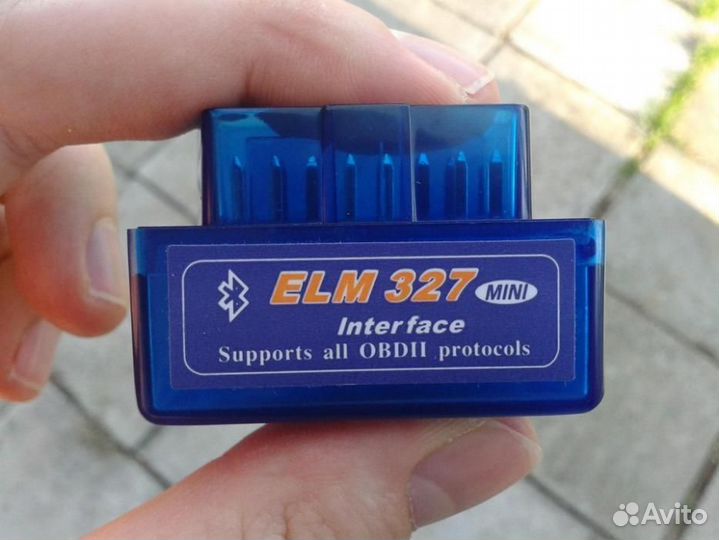 ELM 327 MINI
Interface
Supports all OBDII protocols
Avito